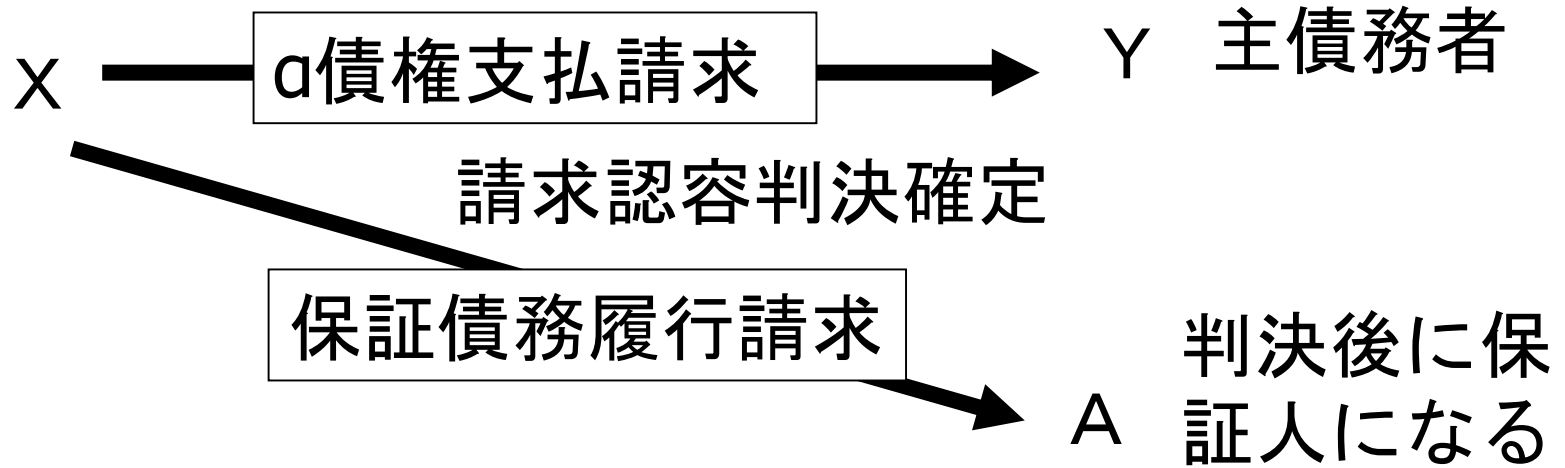 X
α債権支払請求
Y 主債務者
請求認容判決確定
保証債務履行請求
A
判決後に保
証人になる